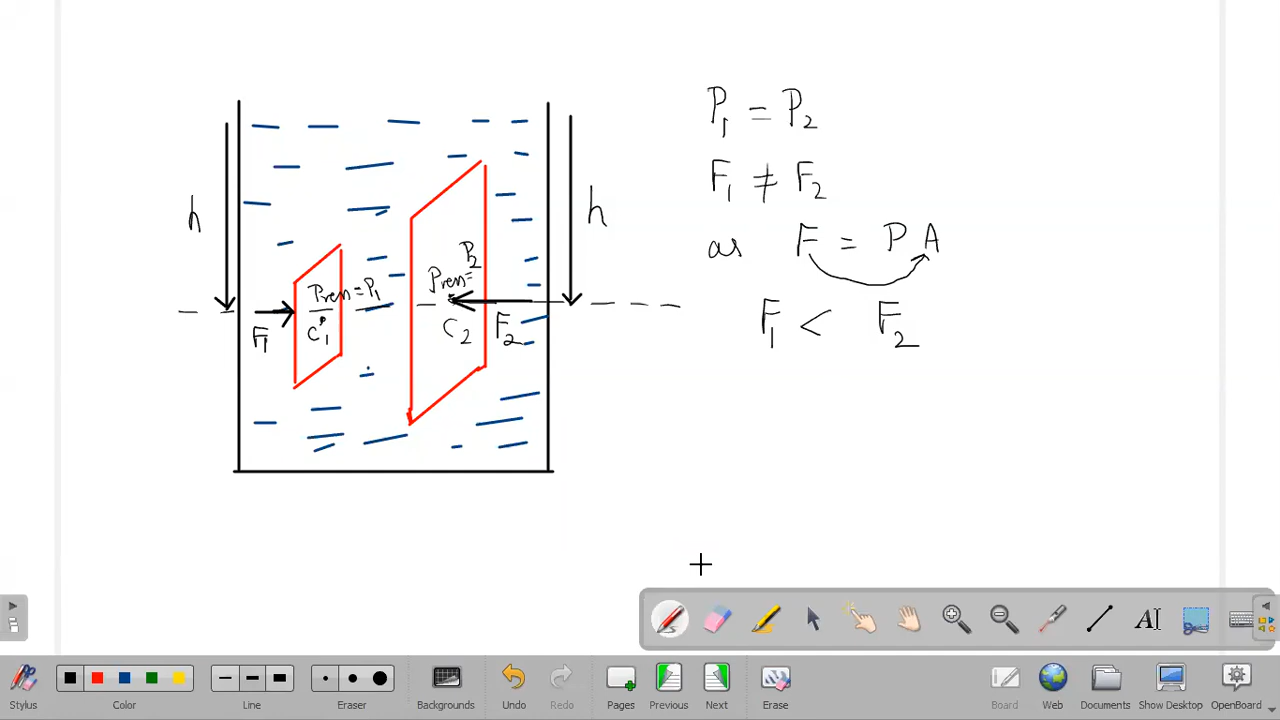 P₁ = P₂
F₁ ≠ F₂
as F = P A
F₁ < F₂
h
h
Pren = P₁
C₁
F₁
Pren = P₂
C₂
F₂
Stylus
Color
Line
Eraser
Backgrounds
Undo
Redo
Pages
Previous
Next
Erase
Board
Web
Documents
Show Desktop
OpenBoard